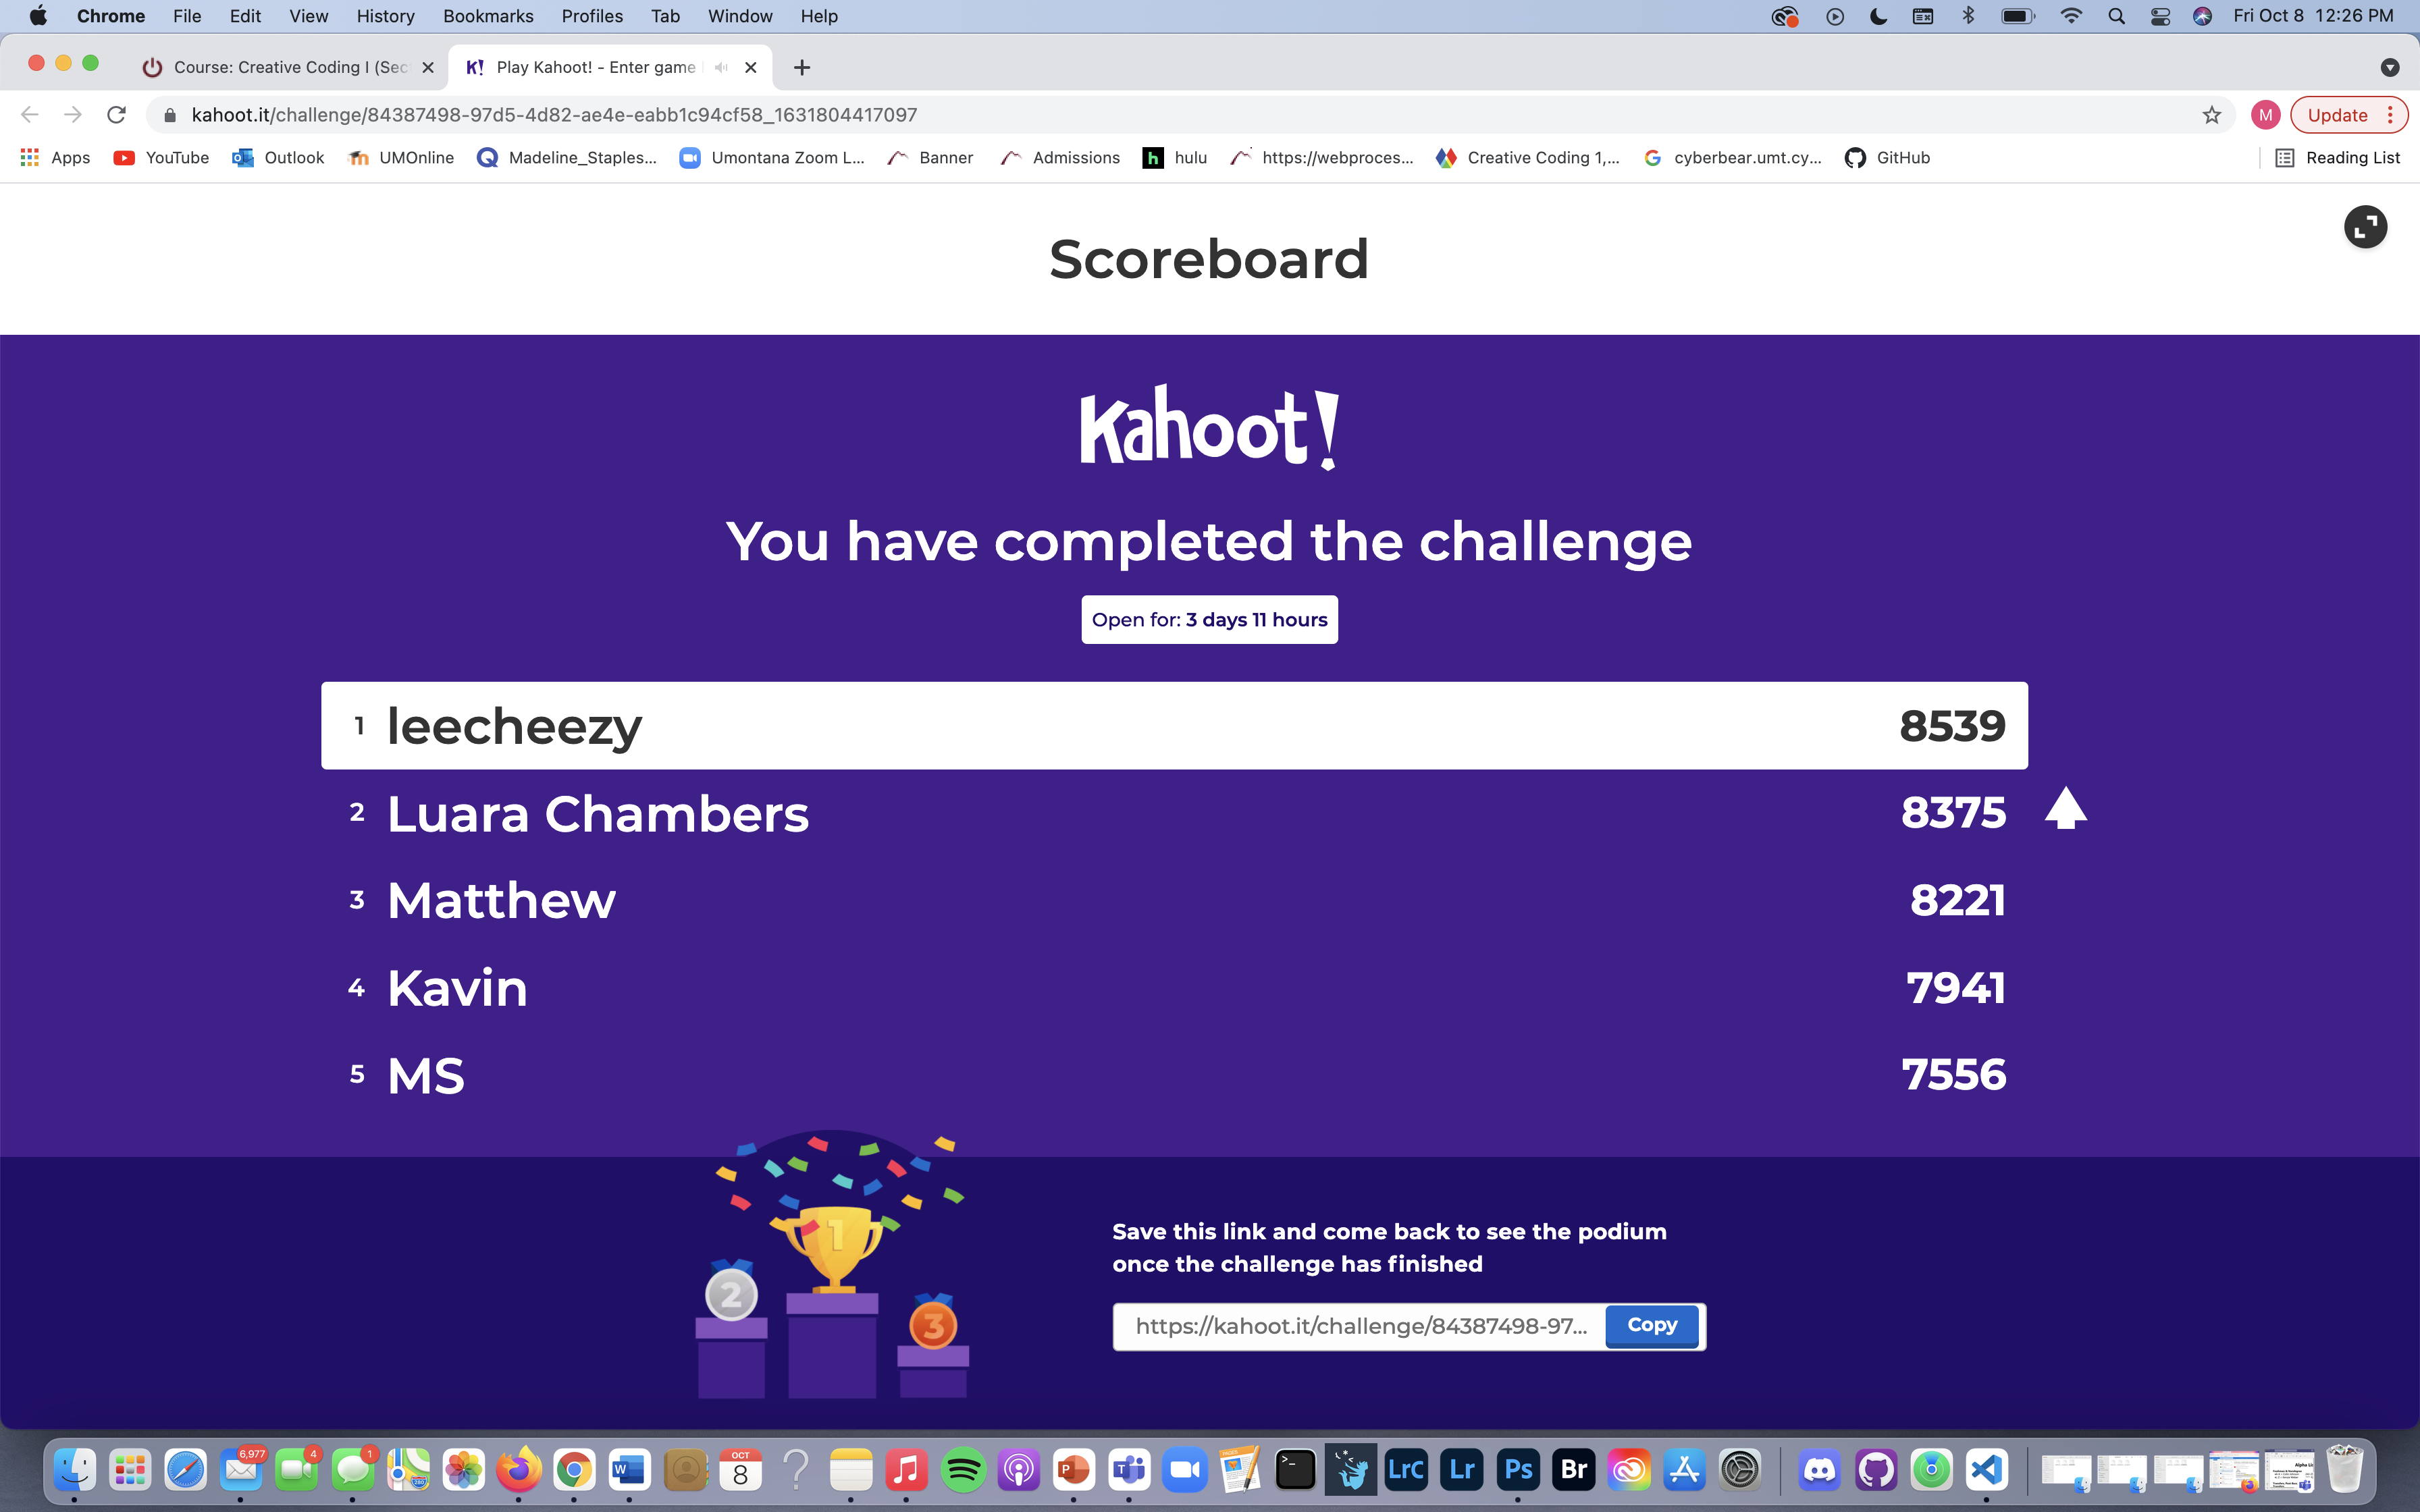 Chrome File Edit View History Bookmarks Profiles Tab Window Help Fri Oct 8 12:26 PM
Course: Creative Coding I (Sec K! Play Kahoot! - Enter game
kahoot.it/challenge/84387498-97d5-4d82-ae4e-eabb1c94cf58_1631804417097 M Update
Apps YouTube Outlook UMOnline Madeline_Staples... Umontana Zoom L... Banner Admissions h hulu https://webproces... Creative Coding 1,... cyberbear.umt.cy... GitHub Reading List
Scoreboard
Kahoot!
You have completed the challenge
Open for: 3 days 11 hours
1 leecheezy 8539
2 Luara Chambers 8375
3 Matthew 8221
4 Kavin 7941
5 MS 7556
1
2
3
Save this link and come back to see the podium
once the challenge has finished
https://kahoot.it/challenge/84387498-97... Copy
6,977 4 1 W OCT 8 P T PAGES >_ LrC Lr Ps Br